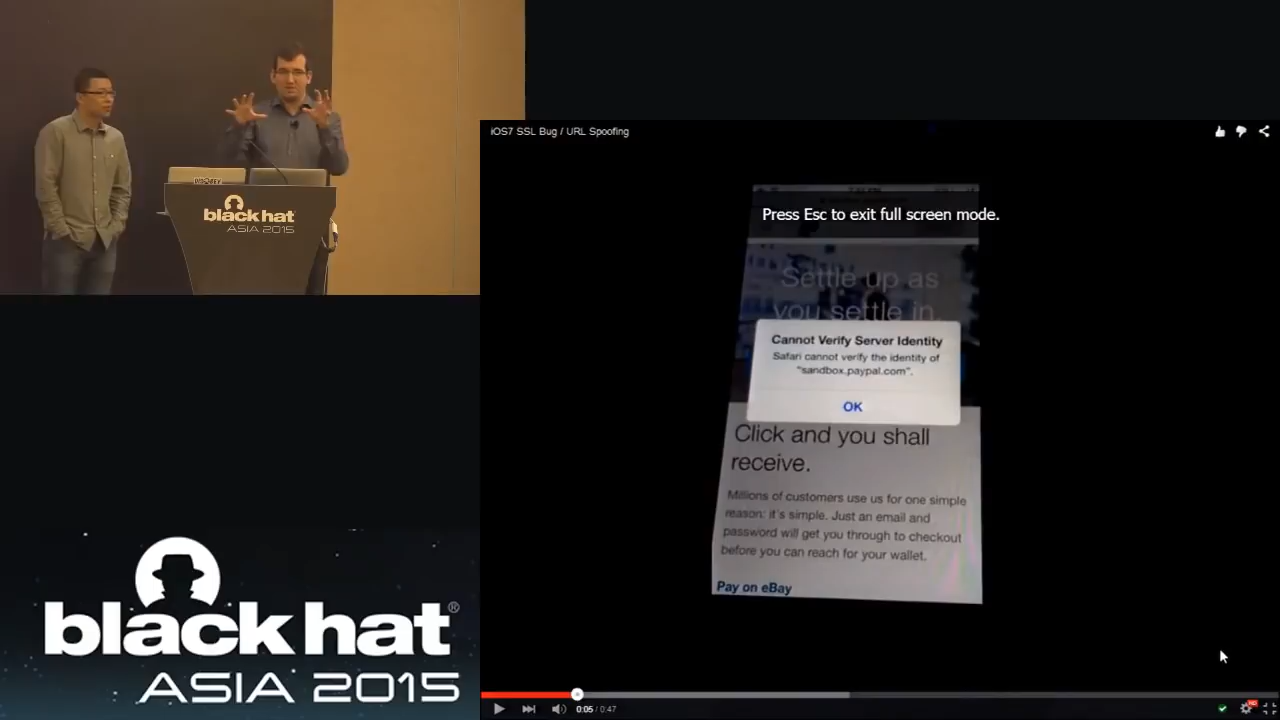 DISOBEY
black hat
ASIA 2015
iOS7 SSL Bug / URL Spoofing
Press Esc to exit full screen mode.
Settle up as
you settle in.
Cannot Verify Server Identity
Safari cannot verify the identity of
"sandbox.paypal.com".
OK
Click and you shall
receive.
Millions of customers use us for one simple
reason: it's simple. Just an email and
password will get you through to checkout
before you can reach for your wallet.
Pay on eBay
black hat®
ASIA 2015
0:05 / 0:47
HD